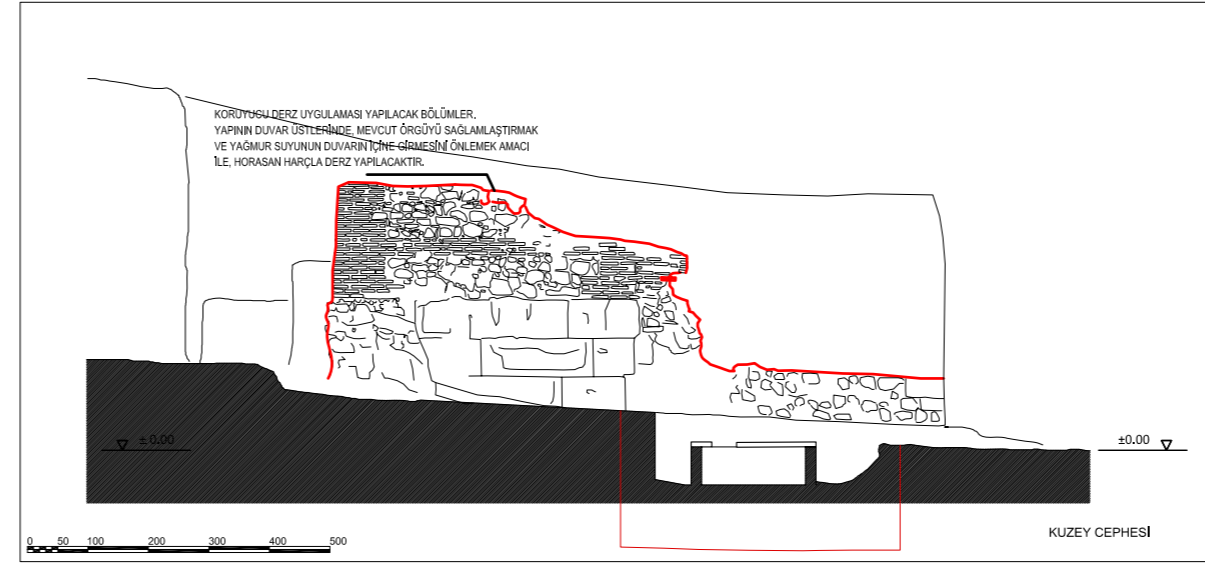 KORUYUCU DERZ UYGULAMASI YAPILACAK BÖLÜMLER.
YAPININ DUVAR ÜSTLERİNDE, MEVCUT ÖRGÜYÜ SAĞLAMLAŞTIRMAK
VE YAĞMUR SUYUNUN DUVARIN İÇİNE GİRMESİNİ ÖNLEMEK AMACI
İLE, HORASAN HARÇLA DERZ YAPILACAKTIR.
±0.00
±0.00
KUZEY CEPHESİ
0 50 100 200 300 400 500